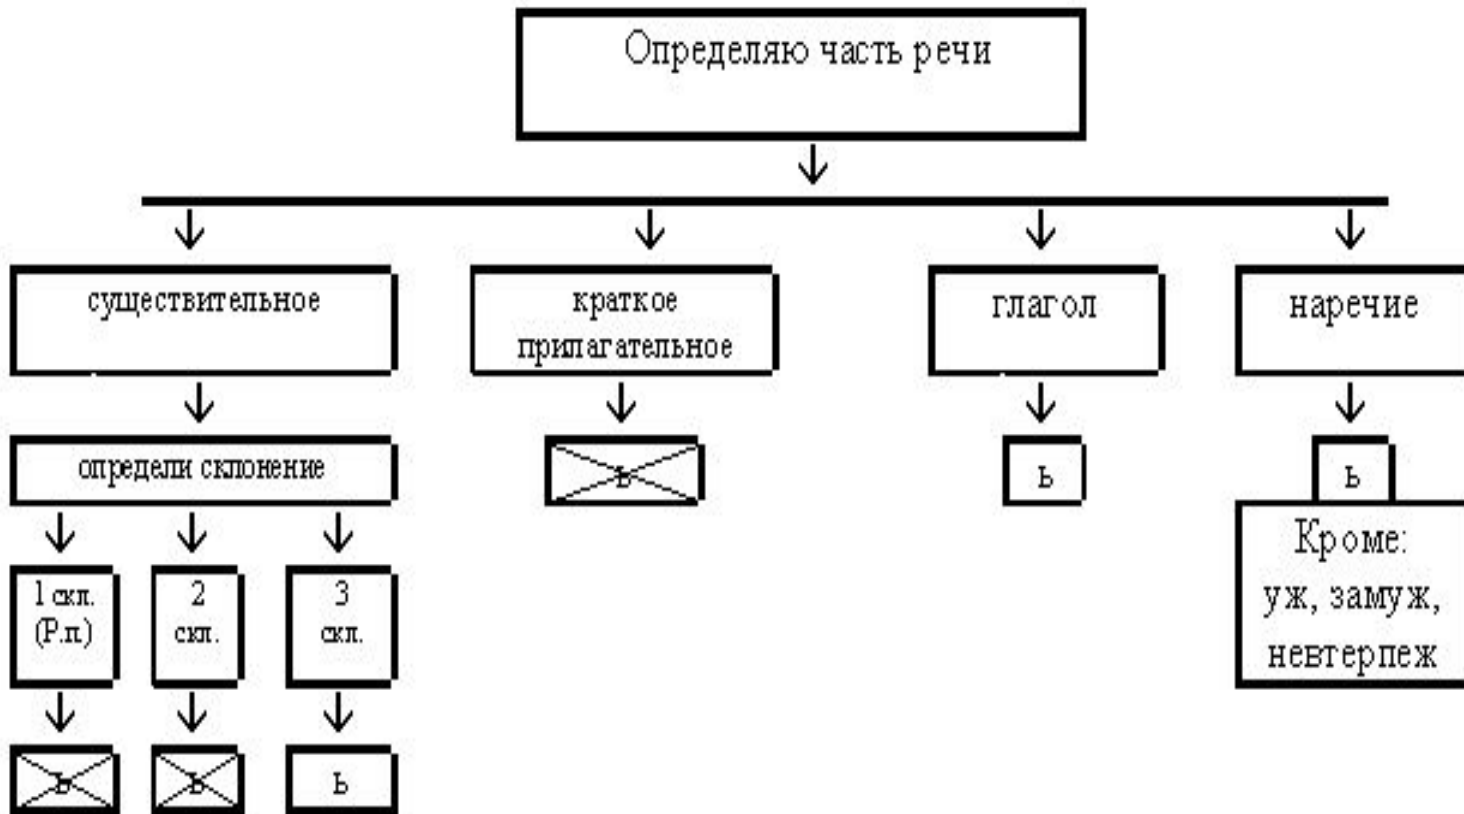 Определяю часть речи
существительное
краткое
прилагательное
глагол
наречие
определи склонение
ь
ь
ь
1 скл.
(Р.п.)
2
скл.
3
скл.
Кроме:
уж, замуж,
невтерпеж
ь
ь
ь